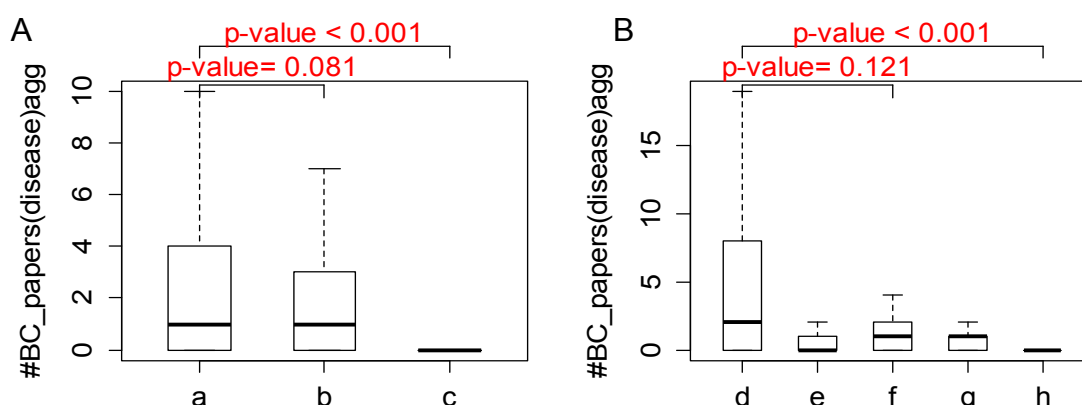 A
p-value < 0.001
p-value= 0.081
#BC_papers(disease)agg
10
8
6
4
2
0
a b c
B
p-value < 0.001
p-value= 0.121
#BC_papers(disease)agg
15
10
5
0
d e f g h